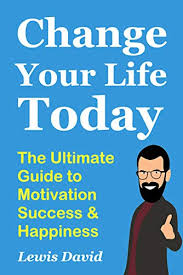 Change
Your Life
Today
The Ultimate
Guide to
Motivation
Success &
Happiness
Lewis David